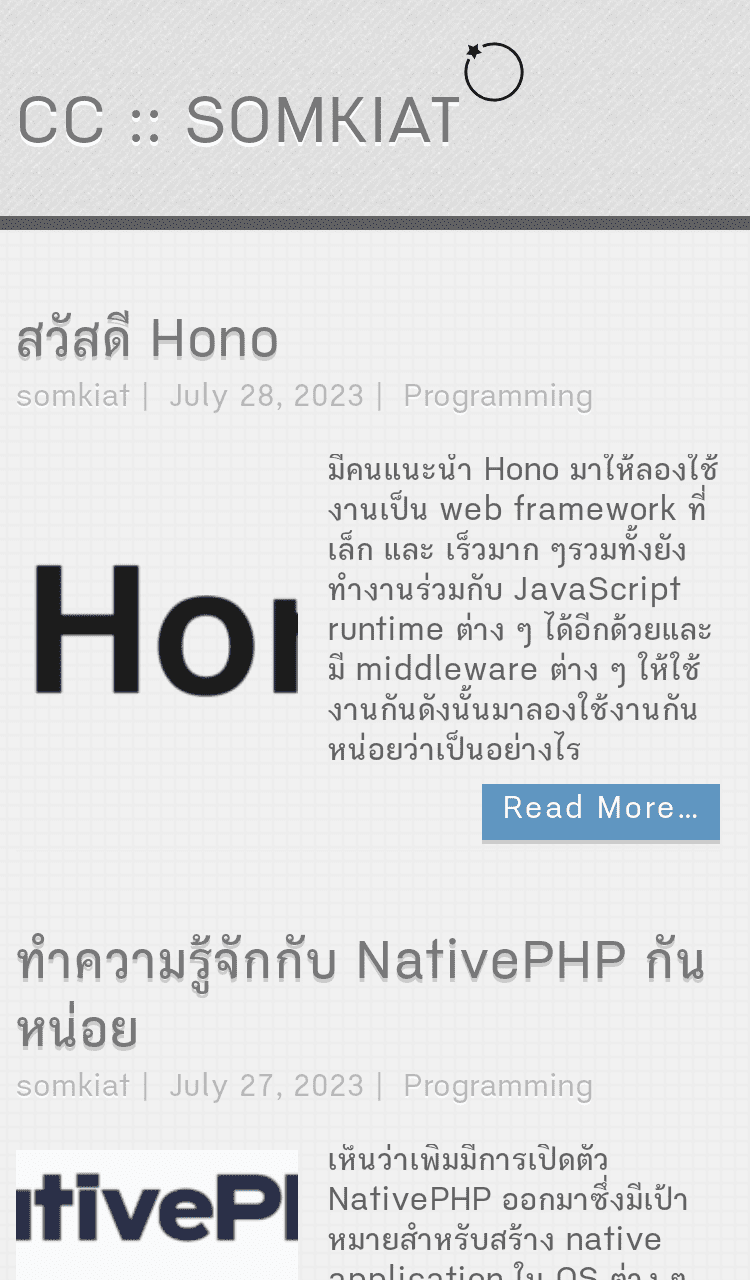 CC :: SOMKIAT
สวัสดี Hono
somkiat | July 28, 2023 | Programming
มีคนแนะนำ Hono มาให้ลองใช้
งานเป็น web framework ที่
เล็ก และ เร็วมาก ๆรวมทั้งยัง
ทำงานร่วมกับ JavaScript
runtime ต่าง ๆ ได้อีกด้วยและ
มี middleware ต่าง ๆ ให้ใช้
งานกันดังนั้นมาลองใช้งานกัน
หน่อยว่าเป็นอย่างไร
Hon
Read More...
ทำความรู้จักกับ NativePHP กัน
หน่อย
somkiat | July 27, 2023 | Programming
tiveP
เห็นว่าเพิ่มมีการเปิดตัว
NativePHP ออกมาซึ่งมีเป้า
หมายสำหรับสร้าง native
application ใน OS ต่าง ๆ